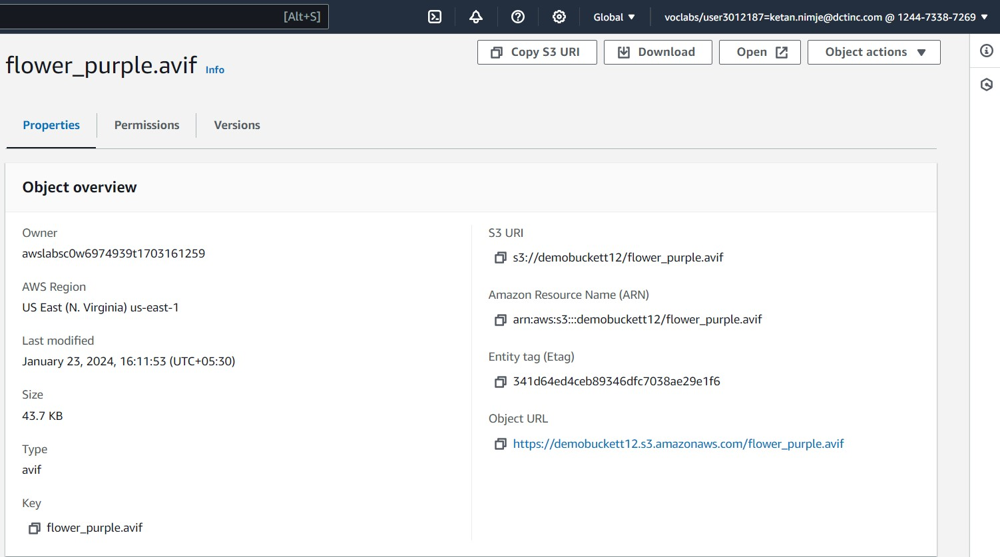 [Alt+S]
Global
voclabs/user3012187=ketan.nimje@dctinc.com @ 1244-7338-7269
flower_purple.avif Info
Copy S3 URI
Download
Open
Object actions
Properties
Permissions
Versions
Object overview
Owner
awslabsc0w6974939t1703161259
AWS Region
US East (N. Virginia) us-east-1
Last modified
January 23, 2024, 16:11:53 (UTC+05:30)
Size
43.7 KB
Type
avif
Key
flower_purple.avif
S3 URI
s3://demobuckett12/flower_purple.avif
Amazon Resource Name (ARN)
arn:aws:s3:::demobuckett12/flower_purple.avif
Entity tag (Etag)
341d64ed4ceb89346dfc7038ae29e1f6
Object URL
https://demobuckett12.s3.amazonaws.com/flower_purple.avif